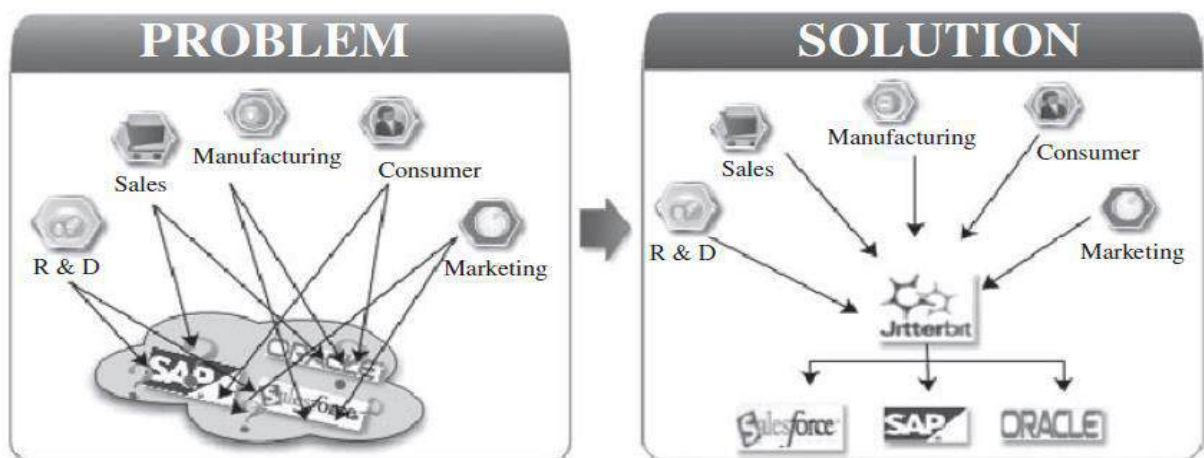 PROBLEM
Manufacturing
Consumer
Sales
R & D
Marketing
SAP
ORACLE
Salesforce
SOLUTION
Manufacturing
Sales
Consumer
R & D
Marketing
Jitterbit
Salesforce
SAP
ORACLE